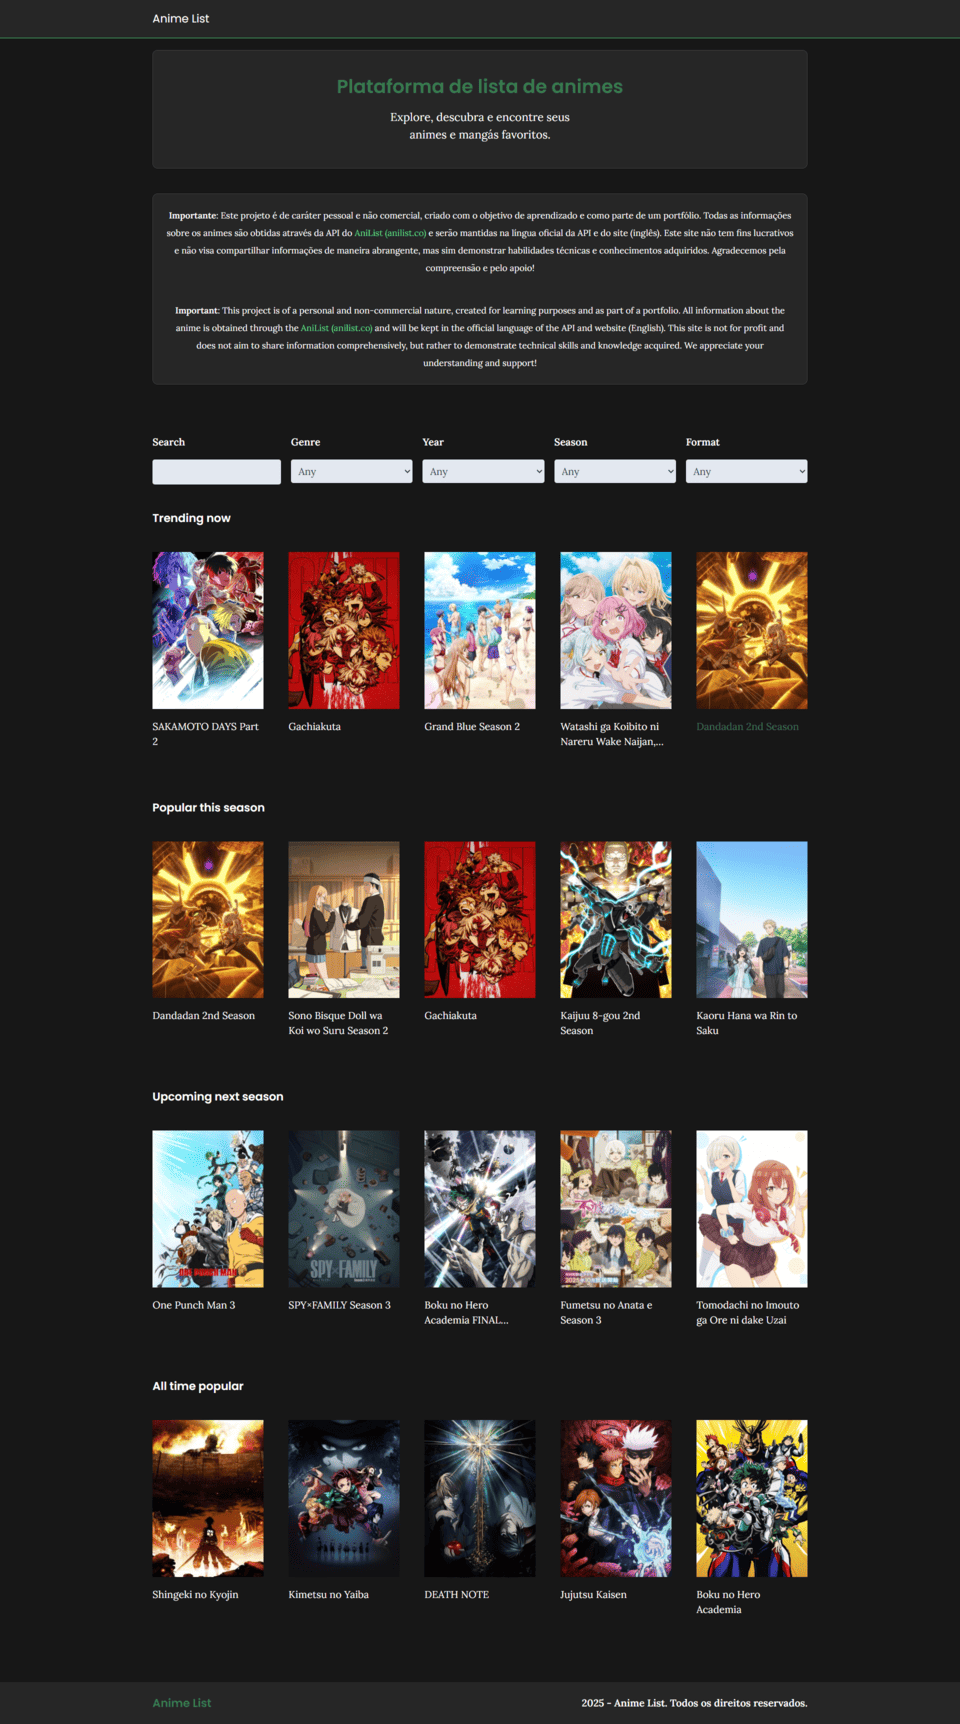 Anime List
Plataforma de lista de animes
Explore, descubra e encontre seus
animes e mangás favoritos.
Importante: Este projeto é de caráter pessoal e não comercial, criado com o objetivo de aprendizado e como parte de um portfólio. Todas as informações
sobre os animes são obtidas através da API do AniList (anilist.co) e serão mantidas na língua oficial da API e do site (inglês). Este site não tem fins lucrativos
e não visa compartilhar informações de maneira abrangente, mas sim demonstrar habilidades técnicas e conhecimentos adquiridos. Agradecemos pela
compreensão e pelo apoio!
Important: This project is of a personal and non-commercial nature, created for learning purposes and as part of a portfolio. All information about the
anime is obtained through the AniList (anilist.co) and will be kept in the official language of the API and website (English). This site is not for profit and
does not aim to share information comprehensively, but rather to demonstrate technical skills and knowledge acquired. We appreciate your
understanding and support!
Search Genre Year Season Format
Any Any Any Any
Trending now
SAKAMOTO DAYS Part
2
Gachiakuta
Grand Blue Season 2
Watashi ga Koibito ni
Nareru Wake Naijan,...
Dandadan 2nd Season
Popular this season
Dandadan 2nd Season
Sono Bisque Doll wa
Koi wo Suru Season 2
Gachiakuta
Kaijuu 8-gou 2nd
Season
Kaoru Hana wa Rin to
Saku
Upcoming next season
ONE PUNCH MAN
SPY×FAMILY
One Punch Man 3
SPY×FAMILY Season 3
Boku no Hero
Academia FINAL...
Fumetsu no Anata e
Season 3
Tomodachi no Imouto
ga Ore ni dake Uzai
All time popular
Shingeki no Kyojin
Kimetsu no Yaiba
DEATH NOTE
Jujutsu Kaisen
Boku no Hero
Academia
Anime List
2025 - Anime List. Todos os direitos reservados.